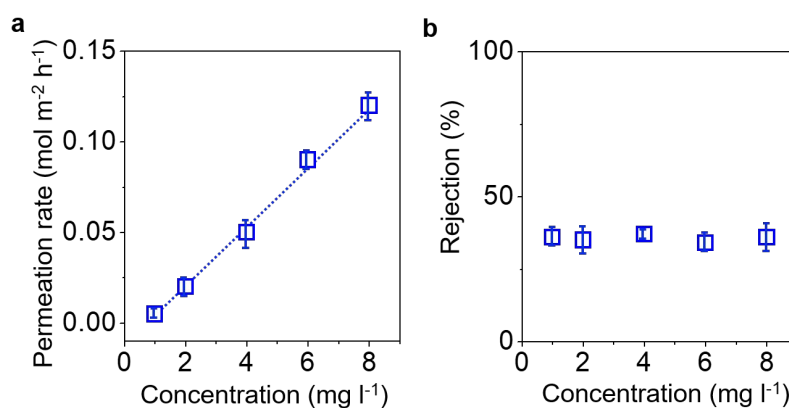 a
Permeation rate (mol m⁻² h⁻¹)
0.15
0.10
0.05
0.00
0 2 4 6 8
Concentration (mg l⁻¹)
b
Rejection (%)
100
50
0
0 2 4 6 8
Concentration (mg l⁻¹)